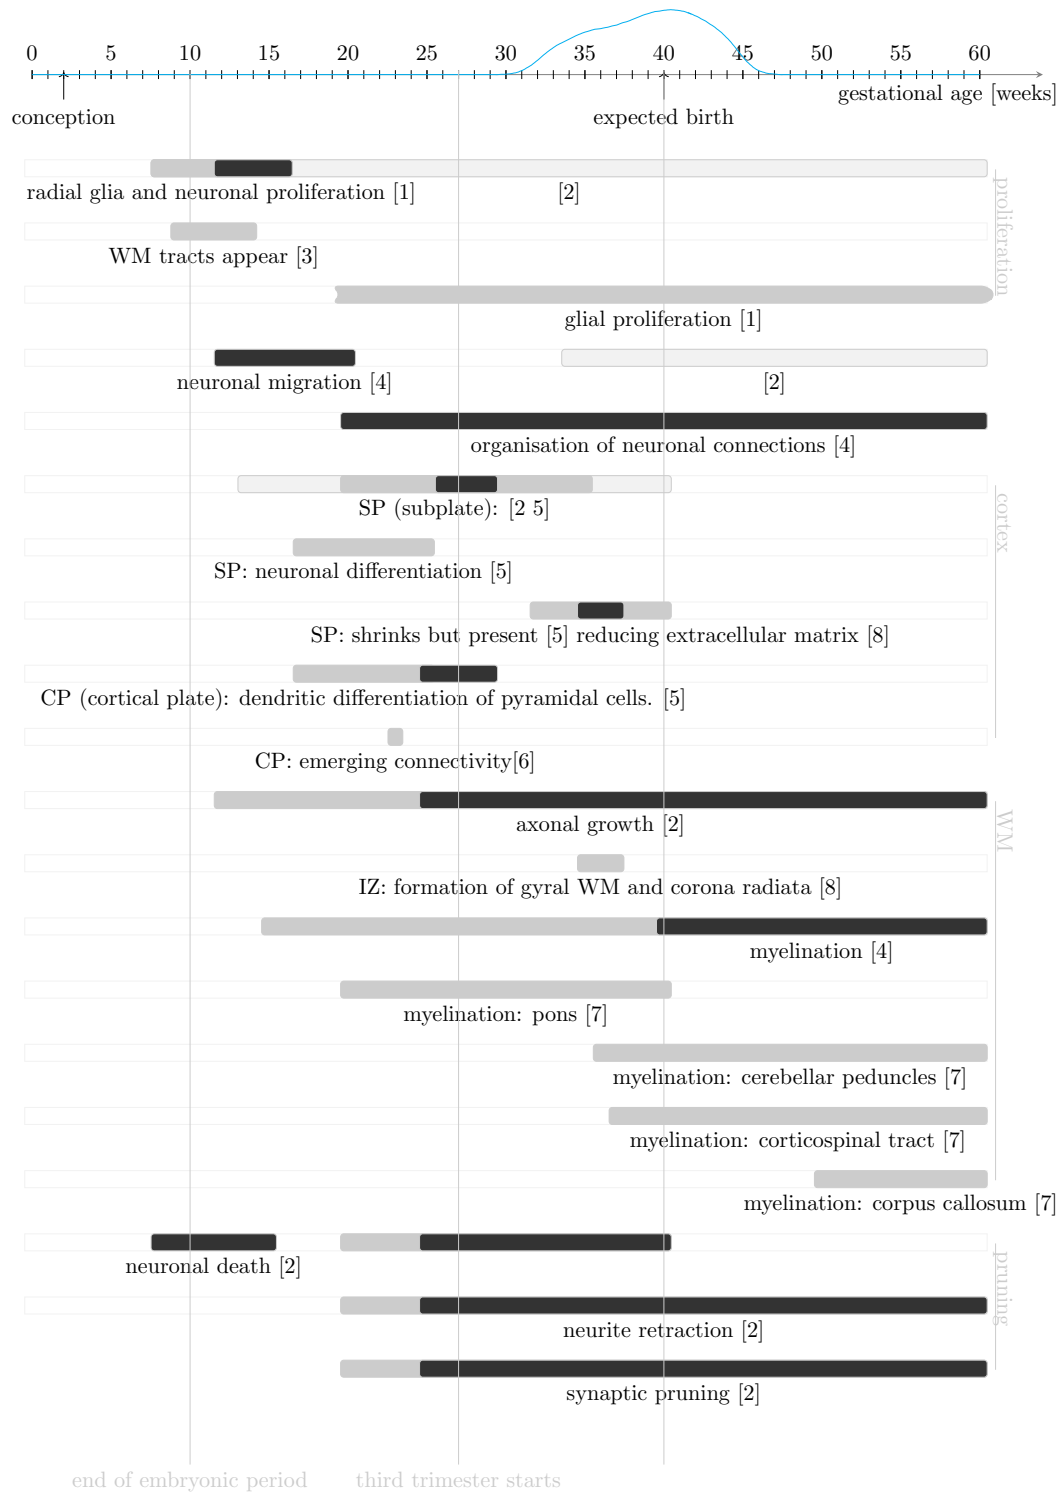 0 5 10 15 20 25 30 35 40 45 50 55 60
gestational age [weeks]
conception
expected birth
radial glia and neuronal proliferation [1]
[2]
proliferation
WM tracts appear [3]
glial proliferation [1]
neuronal migration [4]
[2]
organisation of neuronal connections [4]
SP (subplate): [2 5]
cortex
SP: neuronal differentiation [5]
SP: shrinks but present [5] reducing extracellular matrix [8]
CP (cortical plate): dendritic differentiation of pyramidal cells. [5]
CP: emerging connectivity[6]
axonal growth [2]
WM
IZ: formation of gyral WM and corona radiata [8]
myelination [4]
myelination: pons [7]
myelination: cerebellar peduncles [7]
myelination: corticospinal tract [7]
myelination: corpus callosum [7]
neuronal death [2]
pruning
neurite retraction [2]
synaptic pruning [2]
end of embryonic period
third trimester starts